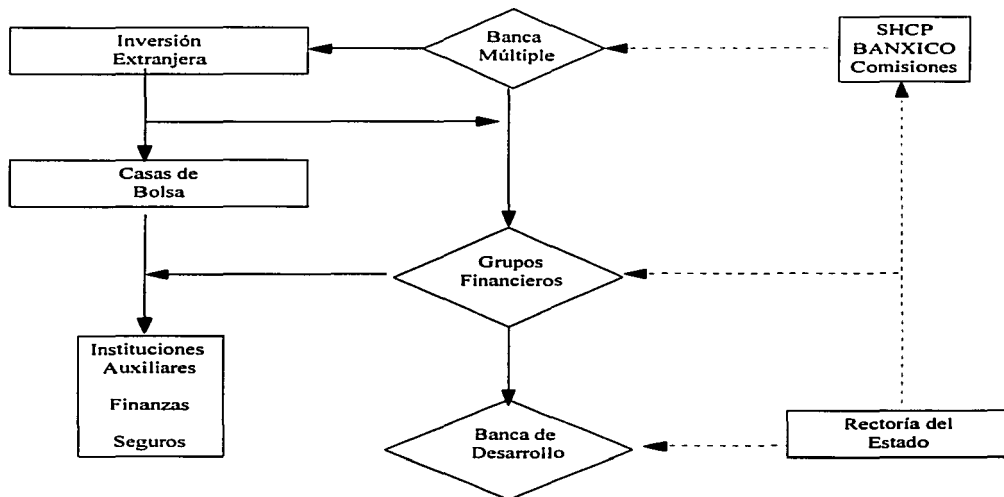 Inversión
Extranjera
Banca
Múltiple
SHCP
BANXICO
Comisiones
Casas de
Bolsa
Grupos
Financieros
Instituciones
Auxiliares
Finanzas
Seguros
Banca de
Desarrollo
Rectoría del
Estado